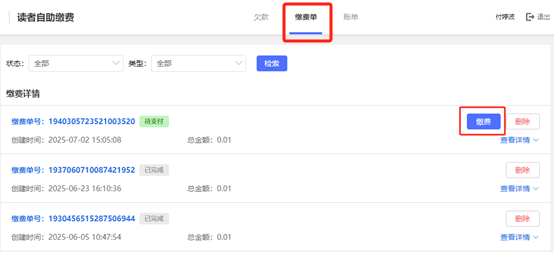 读者自助缴费 欠款 缴费单 账单 付婷波 退出
状态： 全部 类型： 全部 检索
缴费详情
缴费单号：1940305723521003520 待支付 缴费 删除
创建时间：2025-07-02 15:05:08 总金额：0.01 查看详情
缴费单号：1937060710087421952 已完成 删除
创建时间：2025-06-23 16:10:36 总金额：0.01 查看详情
缴费单号：1930456515287506944 已完成 删除
创建时间：2025-06-05 10:47:54 总金额：0.01 查看详情